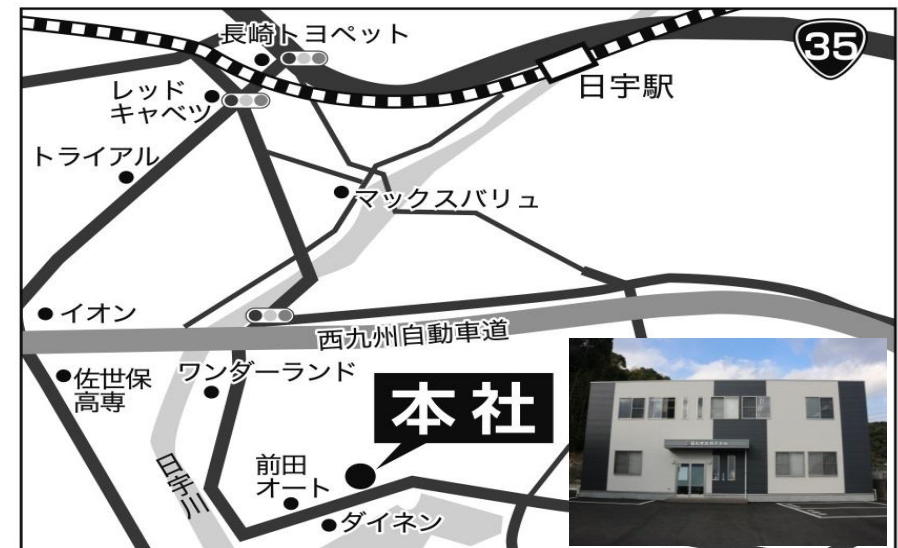 長崎トヨペット
35
レッド
キャベツ
日宇駅
トライアル
マックスバリュ
イオン
西九州自動車道
佐世保
高専
ワンダーランド
本社
日宇川
前田
オート
ダイネン